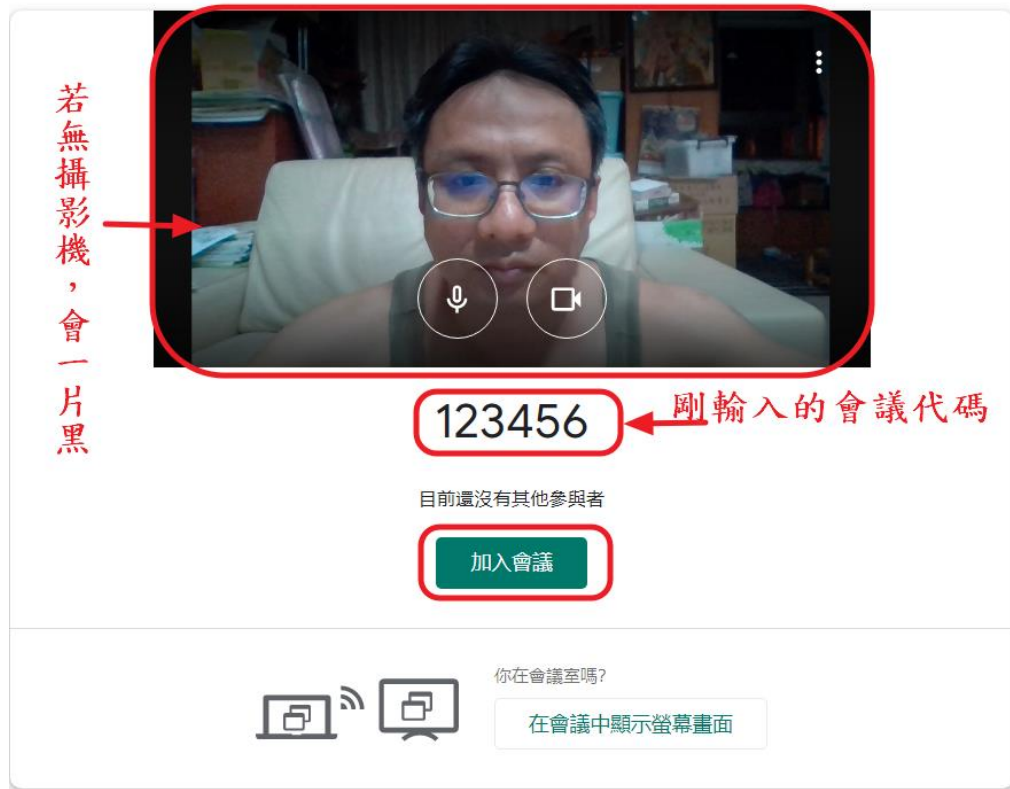 若無攝影機，會一片黑
123456
剛輸入的會議代碼
目前還沒有其他參與者
加入會議
你在會議室嗎?
在會議中顯示螢幕畫面